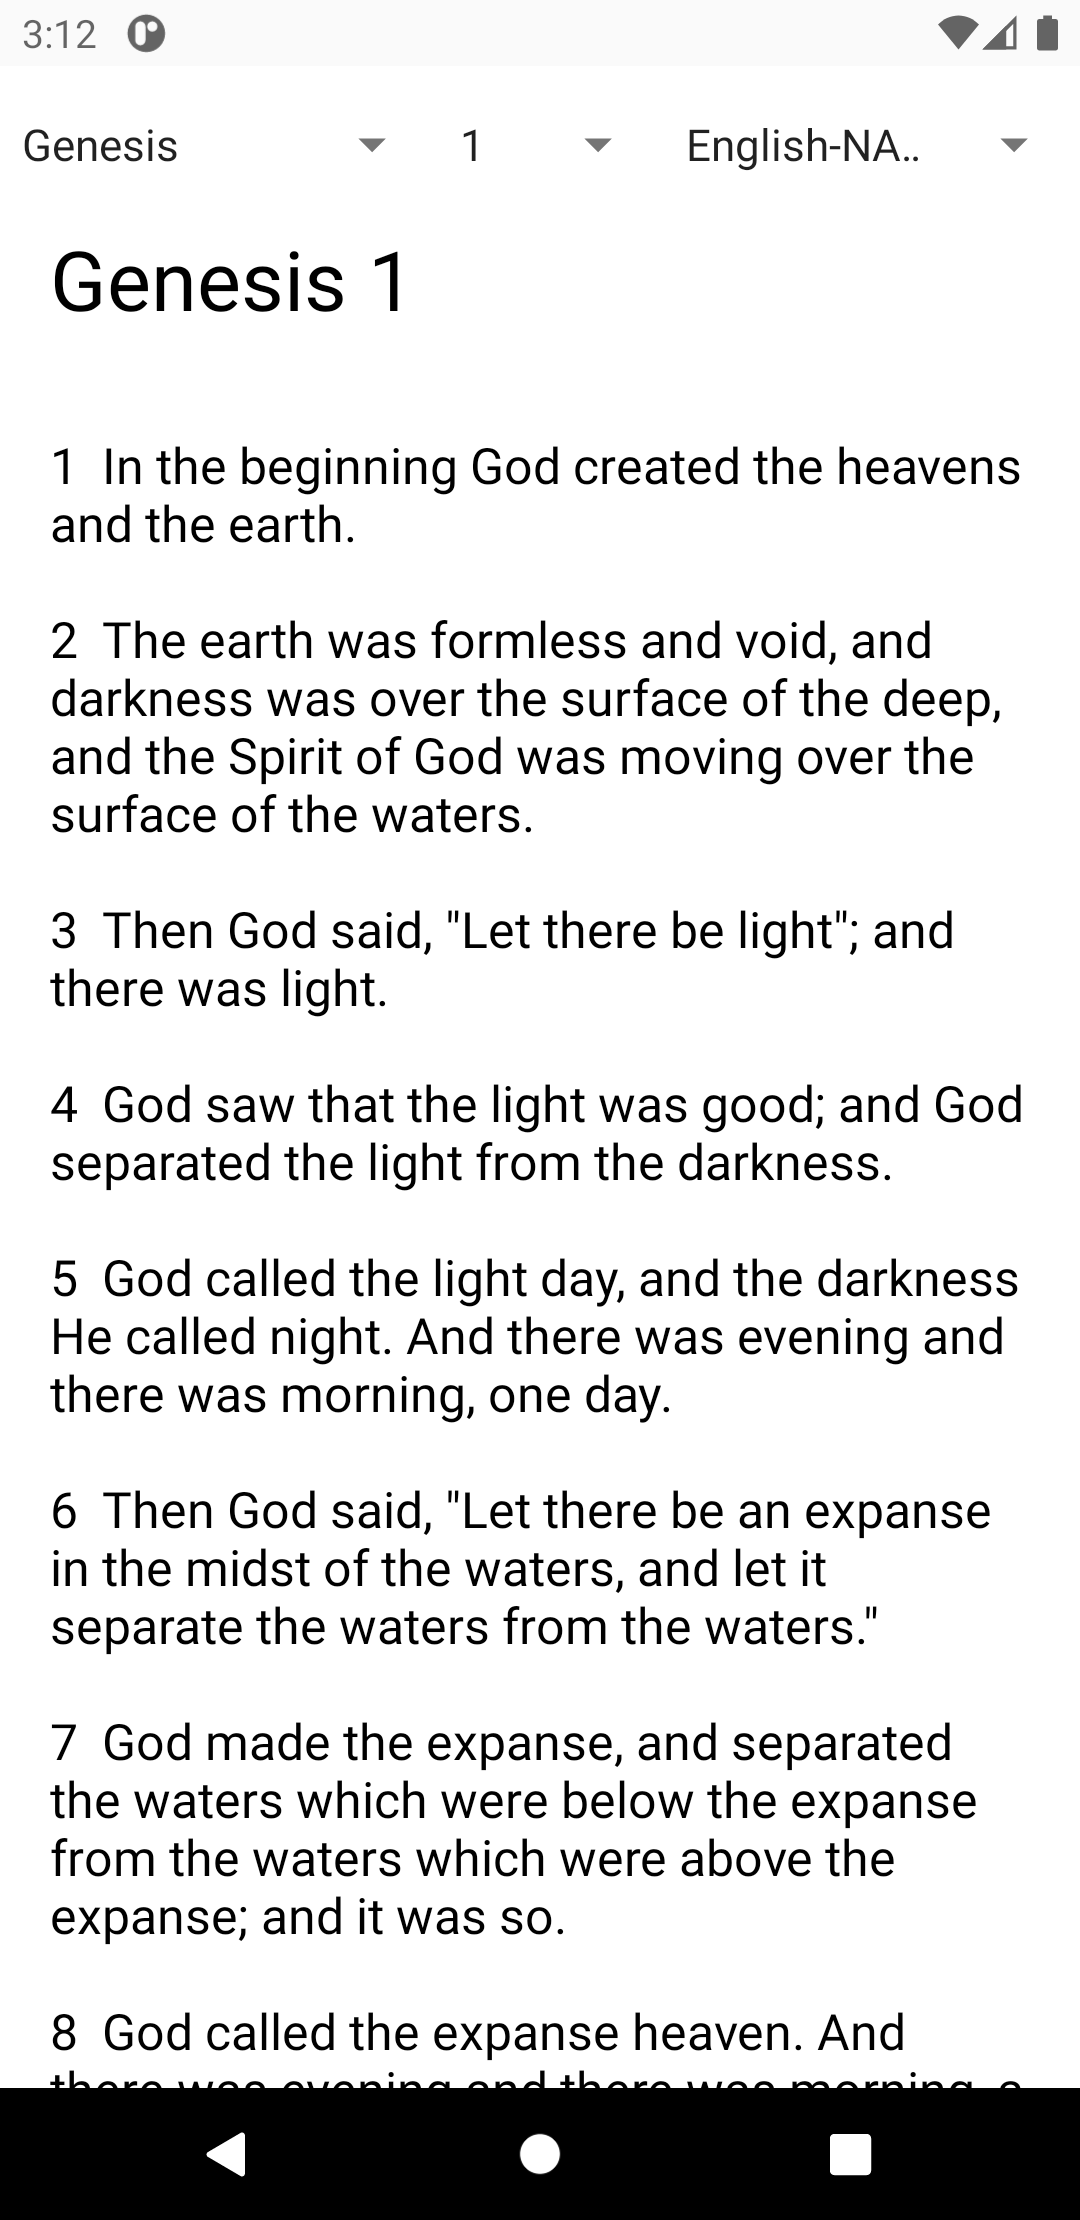 3:12
Genesis 1 English-NA..
Genesis 1
1 In the beginning God created the heavens
and the earth.
2 The earth was formless and void, and
darkness was over the surface of the deep,
and the Spirit of God was moving over the
surface of the waters.
3 Then God said, "Let there be light"; and
there was light.
4 God saw that the light was good; and God
separated the light from the darkness.
5 God called the light day, and the darkness
He called night. And there was evening and
there was morning, one day.
6 Then God said, "Let there be an expanse
in the midst of the waters, and let it
separate the waters from the waters."
7 God made the expanse, and separated
the waters which were below the expanse
from the waters which were above the
expanse; and it was so.
8 God called the expanse heaven. And
there was evening and there was morning, a